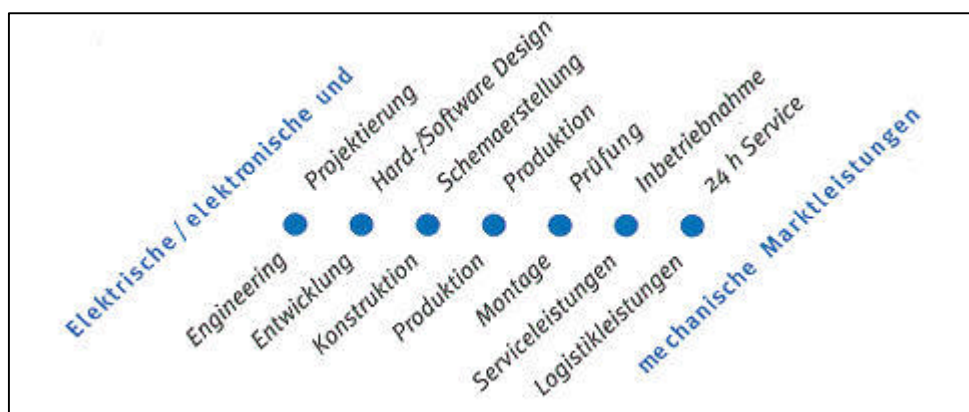 Elektrische/elektronische und
Projektierung
Hard-/Software Design
Schemaerstellung
Produktion
Prüfung
Inbetriebnahme
24 h Service
Engineering
Entwicklung
Konstruktion
Produktion
Montage
Serviceleistungen
Logistikleistungen
mechanische Marktleistungen